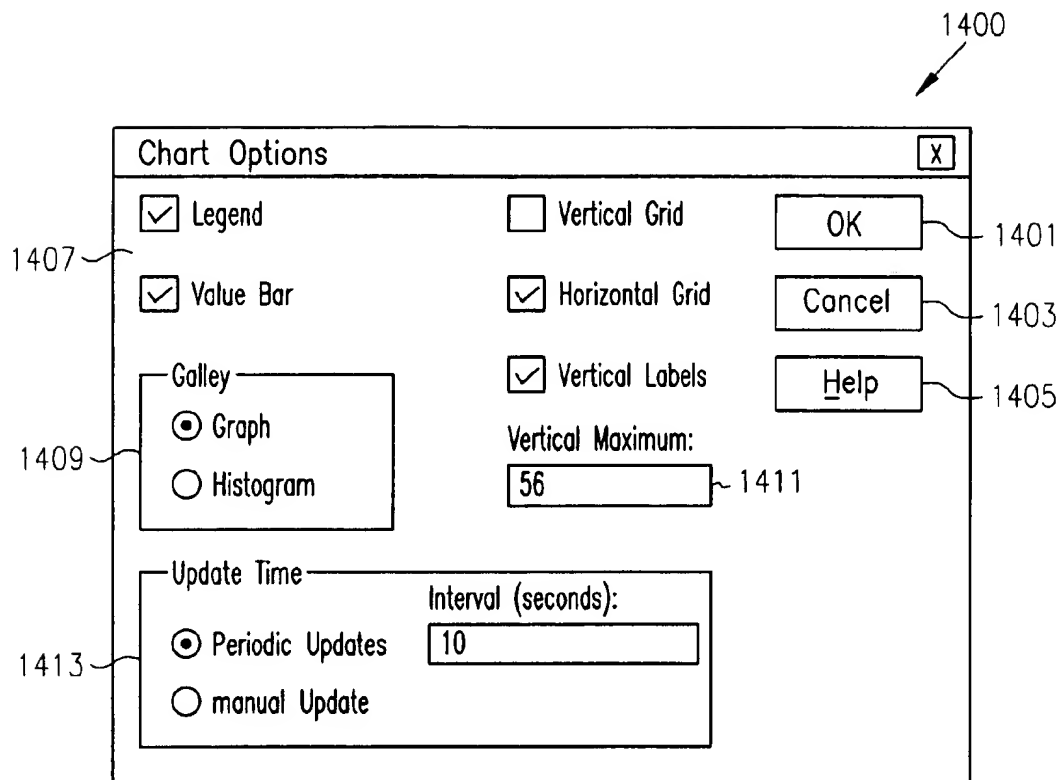 1400
Chart Options X
Legend Vertical Grid OK 1401
1407
Value Bar Horizontal Grid Cancel 1403
Galley Vertical Labels Help 1405
Graph Vertical Maximum:
1409
Histogram 56 1411
Update Time
Interval (seconds):
Periodic Updates 10
1413
manual Update